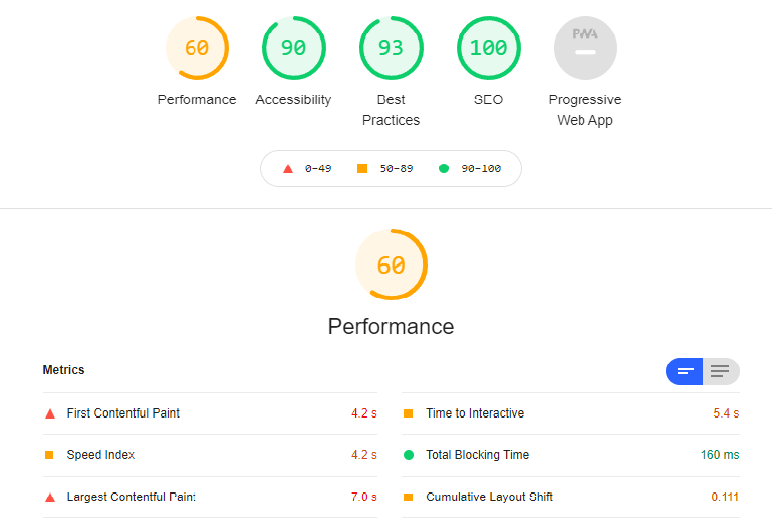 60 90 93 100 PWA
Performance Accessibility Best Practices SEO Progressive Web App
0–49 50–89 90–100
60
Performance
Metrics
First Contentful Paint 4.2 s
Time to Interactive 5.4 s
Speed Index 4.2 s
Total Blocking Time 160 ms
Largest Contentful Paint 7.0 s
Cumulative Layout Shift 0.111